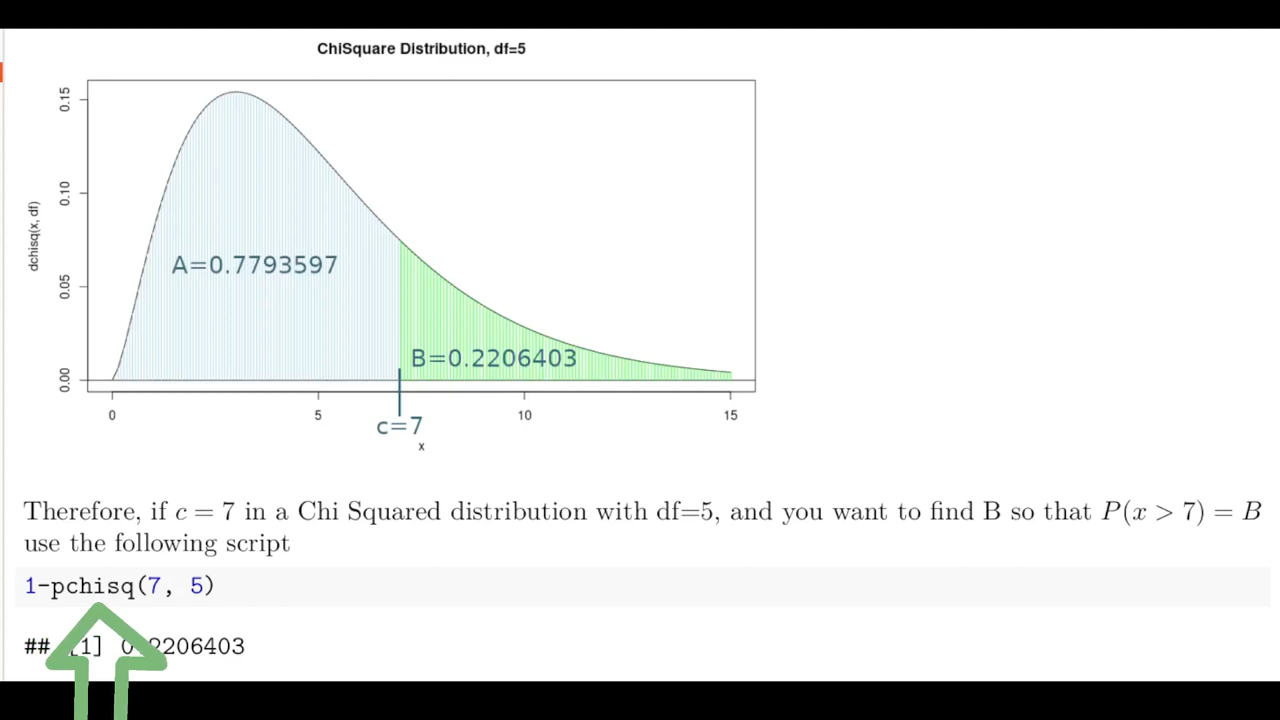 ChiSquare Distribution, df=5
dchisq(x, df)
0.15
0.10
0.05
0.00
A=0.7793597
B=0.2206403
0
5
10
15
c=7
x
Therefore, if c = 7 in a Chi Squared distribution with df=5, and you want to find B so that P(x > 7) = B
use the following script
1-pchisq(7, 5)
## [1] 0.2206403